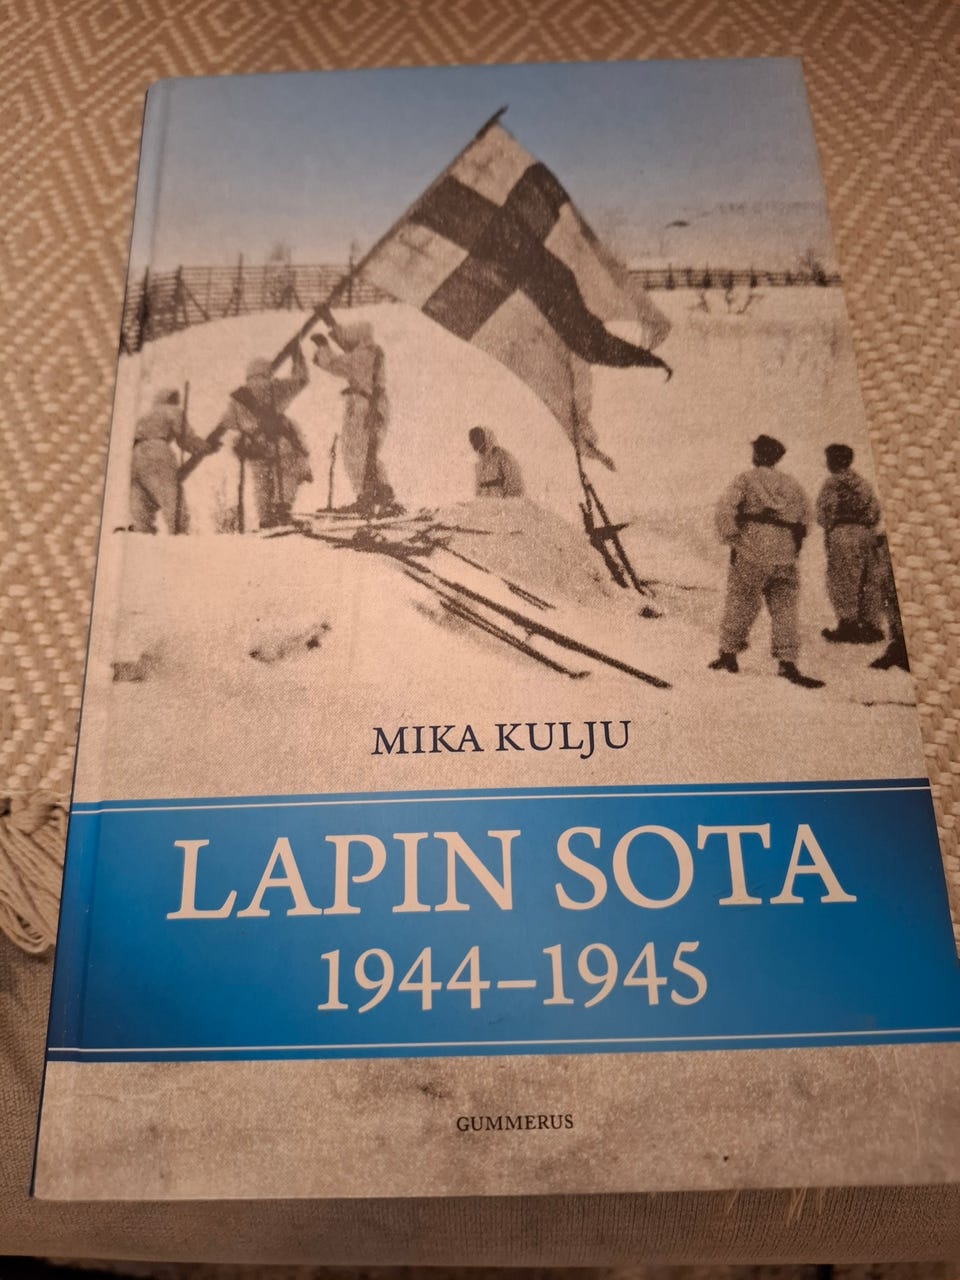 MIKA KULJU
LAPIN SOTA
1944–1945
GUMMERUS